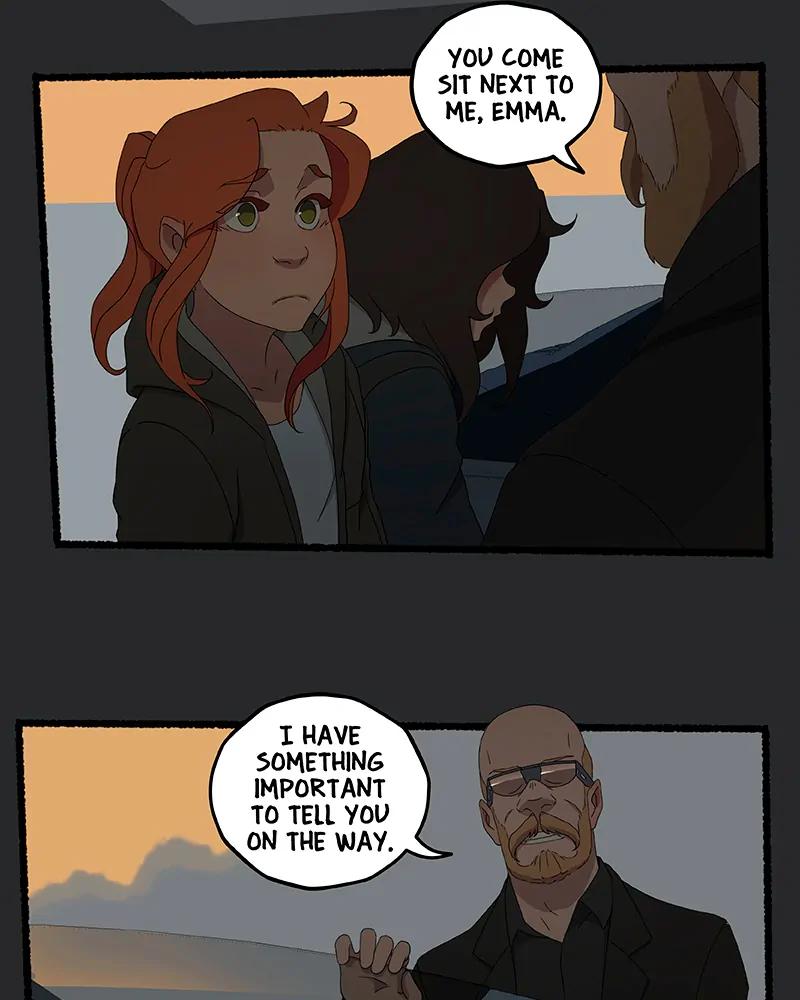 YOU COME
SIT NEXT TO
ME, EMMA.
I HAVE
SOMETHING
IMPORTANT
TO TELL YOU
ON THE WAY.